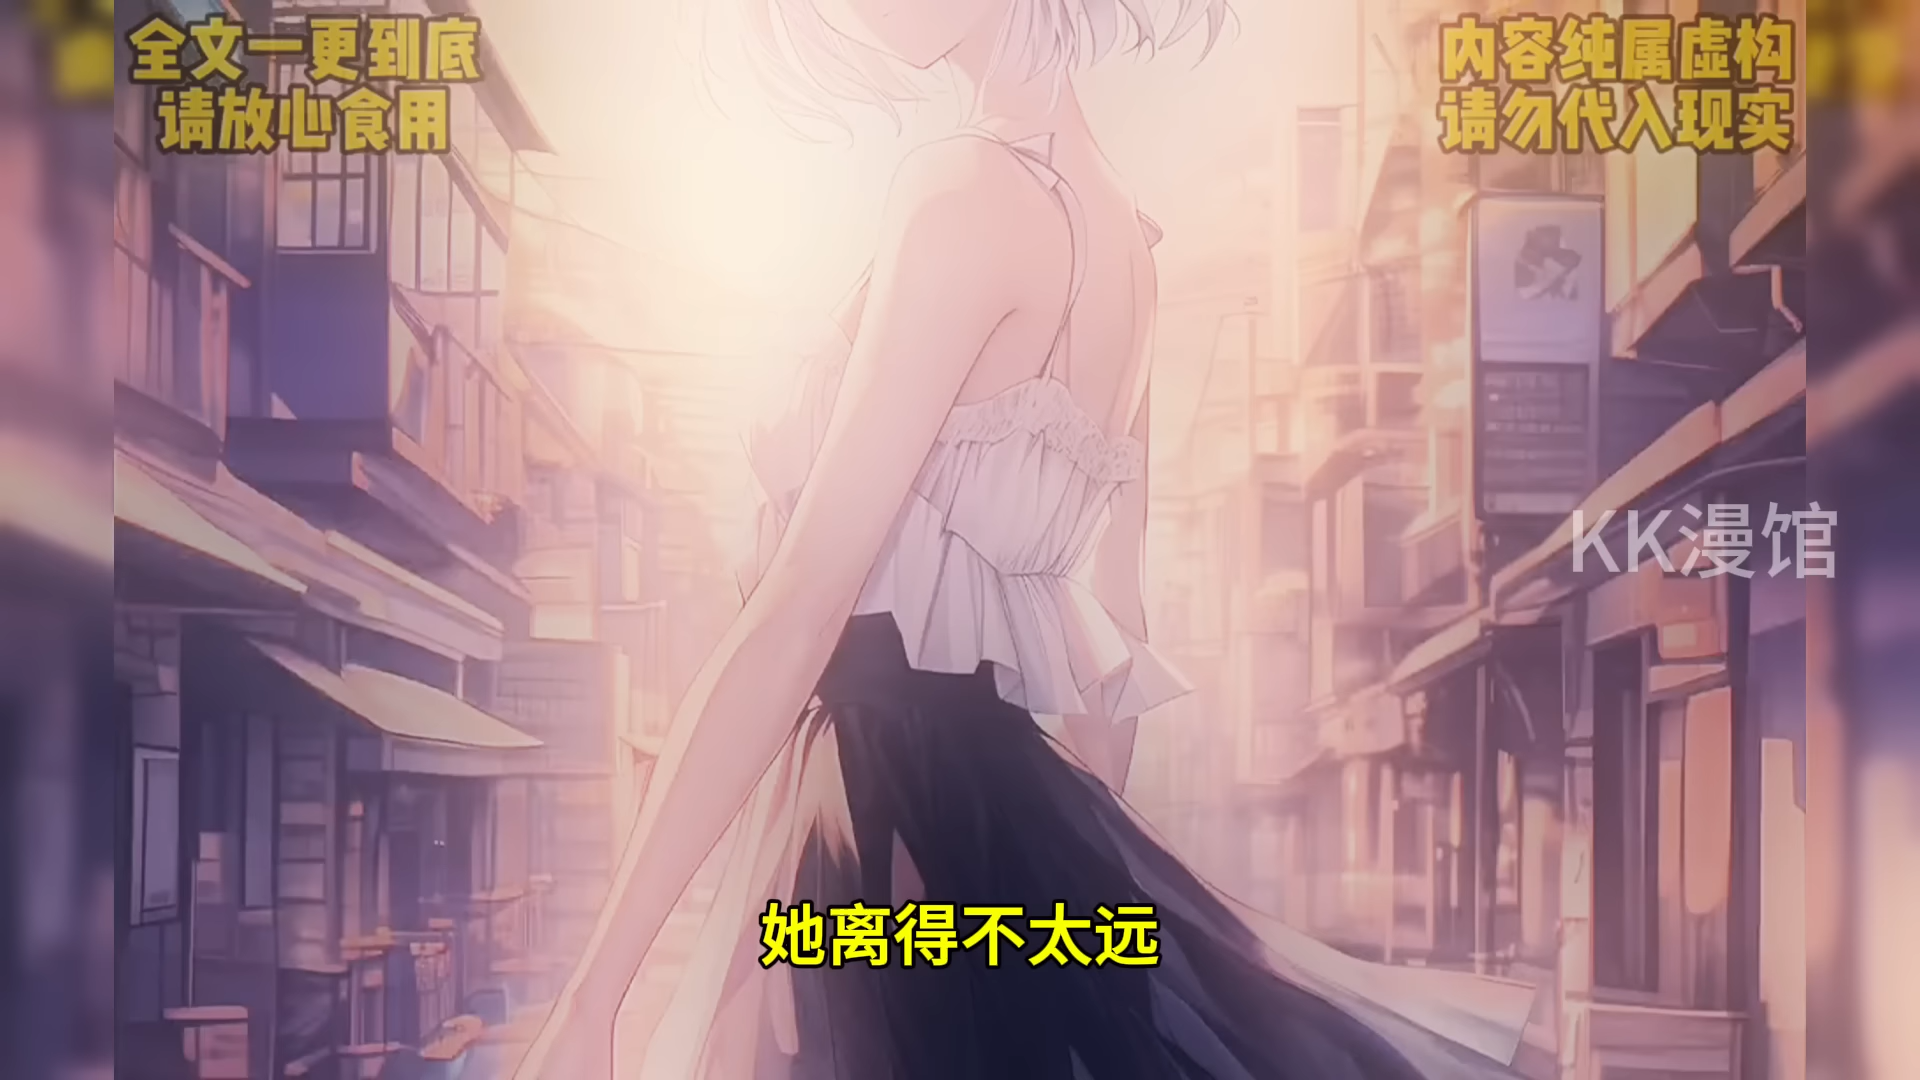 全文一更到底
请放心食用
内容纯属虚构
请勿代入现实
KK漫馆
她离得不太远